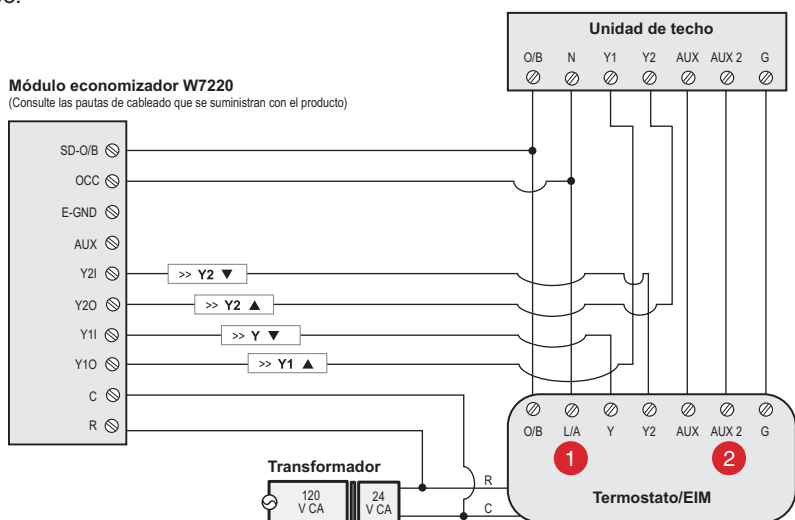 Unidad de techo
O/B N Y1 Y2 AUX AUX 2 G
Módulo economizador W7220
(Consulte las pautas de cableado que se suministran con el producto)
SD-O/B
OCC
E-GND
AUX
Y2I >> Y2 ▼
Y2O >> Y2 ▲
Y1I >> Y ▼
Y1O >> Y1 ▲
C
R
O/B L/A Y Y2 AUX AUX 2 G
1 2
Termostato/EIM
Transformador
120 V CA
24 V CA
R
C